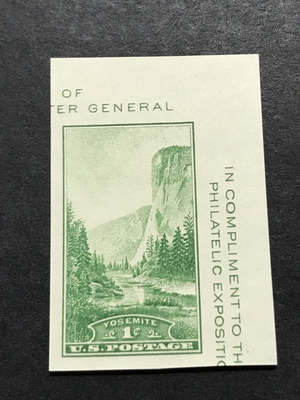 OF
TER GENERAL
IN COMPLIMENT TO TH
PHILATELIC EXPOSITIO
YOSEMITE
1¢
U.S. POSTAGE